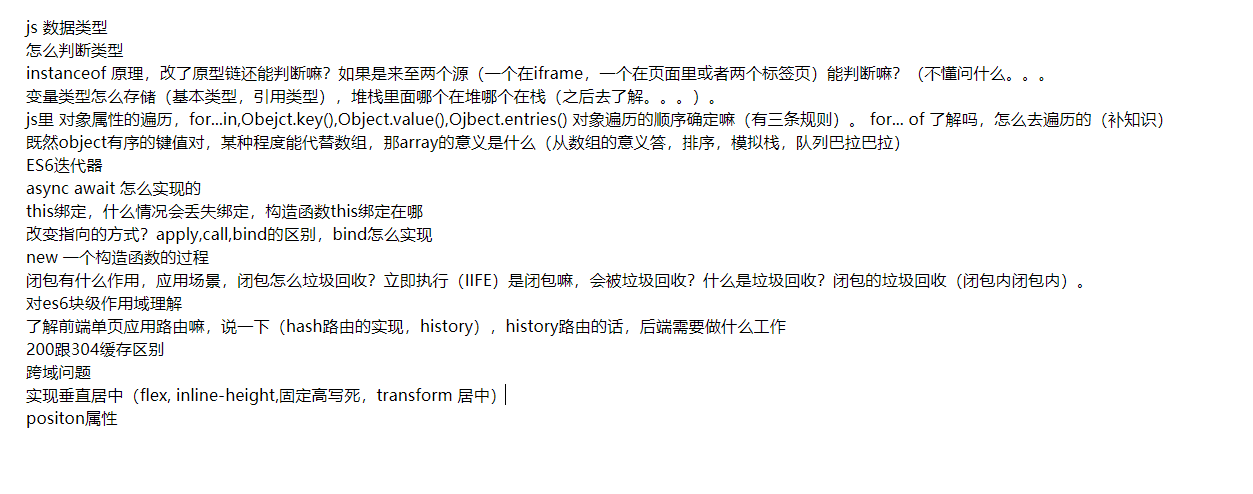 js 数据类型
怎么判断类型
instanceof 原理，改了原型链还能判断嘛？如果是来至两个源（一个在iframe，一个在页面里或者两个标签页）能判断嘛？（不懂问什么。。。
变量类型怎么存储（基本类型，引用类型），堆栈里面哪个在堆哪个在栈（之后去了解。。。）。
js里 对象属性的遍历，for...in,Obejct.key(),Object.value(),Ojbect.entries() 对象遍历的顺序确定嘛（有三条规则）。 for... of 了解吗，怎么去遍历的（补知识）
既然object有序的键值对，某种程度能代替数组，那array的意义是什么（从数组的意义答，排序，模拟栈，队列巴拉巴拉）
ES6迭代器
async await 怎么实现的
this绑定，什么情况会丢失绑定，构造函数this绑定在哪
改变指向的方式？apply,call,bind的区别，bind怎么实现
new 一个构造函数的过程
闭包有什么作用，应用场景，闭包怎么垃圾回收？立即执行（IIFE）是闭包嘛，会被垃圾回收？什么是垃圾回收？闭包的垃圾回收（闭包内闭包内）。
对es6块级作用域理解
了解前端单页应用路由嘛，说一下（hash路由的实现，history），history路由的话，后端需要做什么工作
200跟304缓存区别
跨域问题
实现垂直居中（flex, inline-height,固定高写死，transform 居中）
positon属性